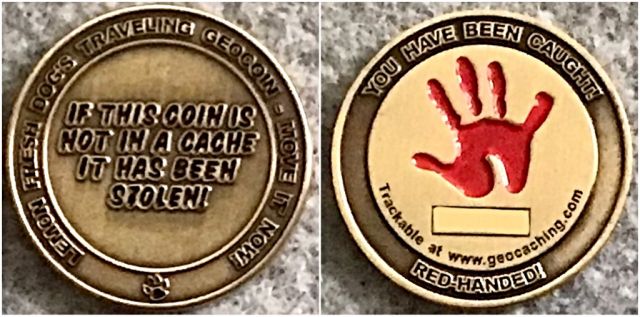 LEMON FRESH DOG'S TRAVELING GEOCOIN - MOVE IT NOW!
IF THIS COIN IS
NOT IN A CACHE
IT HAS BEEN
STOLEN!
YOU HAVE BEEN CAUGHT!
Trackable at www.geocaching.com
RED-HANDED!